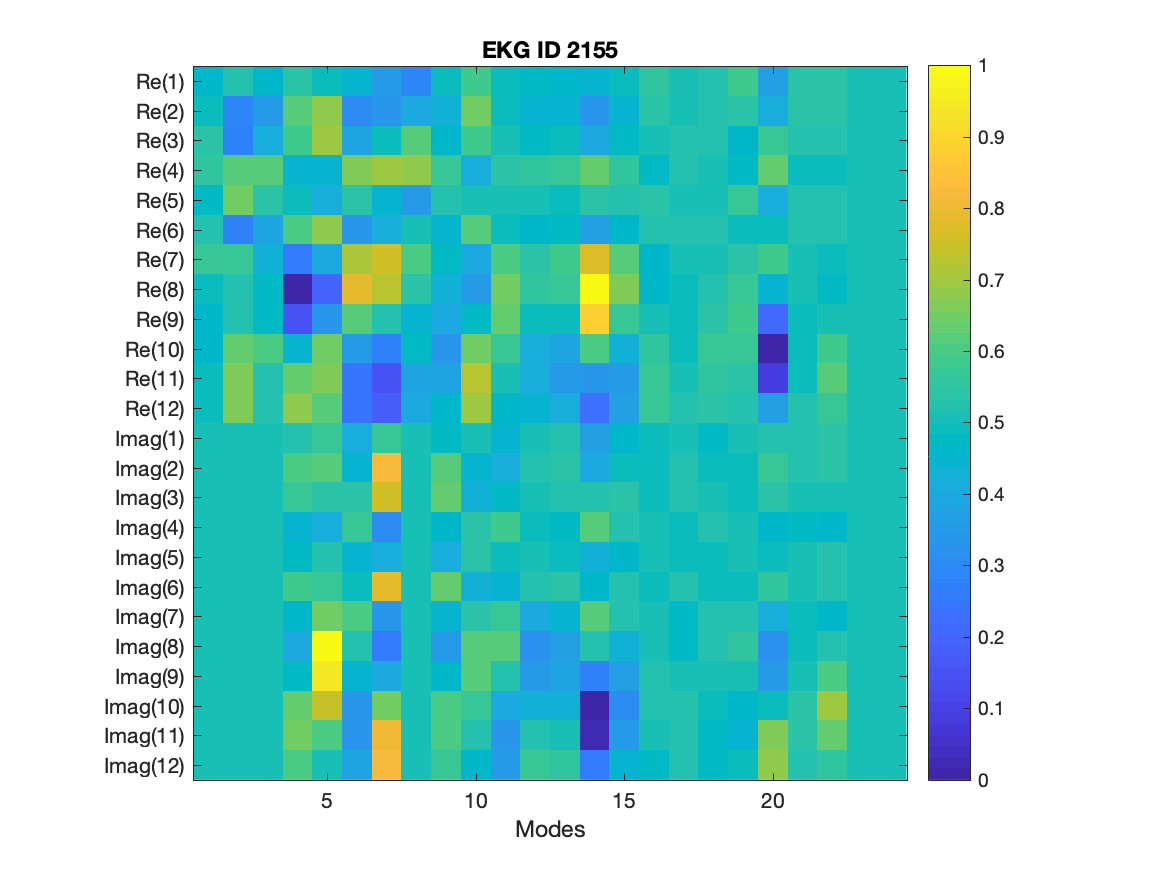 EKG ID 2155
Re(1)
Re(2)
Re(3)
Re(4)
Re(5)
Re(6)
Re(7)
Re(8)
Re(9)
Re(10)
Re(11)
Re(12)
Imag(1)
Imag(2)
Imag(3)
Imag(4)
Imag(5)
Imag(6)
Imag(7)
Imag(8)
Imag(9)
Imag(10)
Imag(11)
Imag(12)
5 10 15 20
Modes
1
0.9
0.8
0.7
0.6
0.5
0.4
0.3
0.2
0.1
0